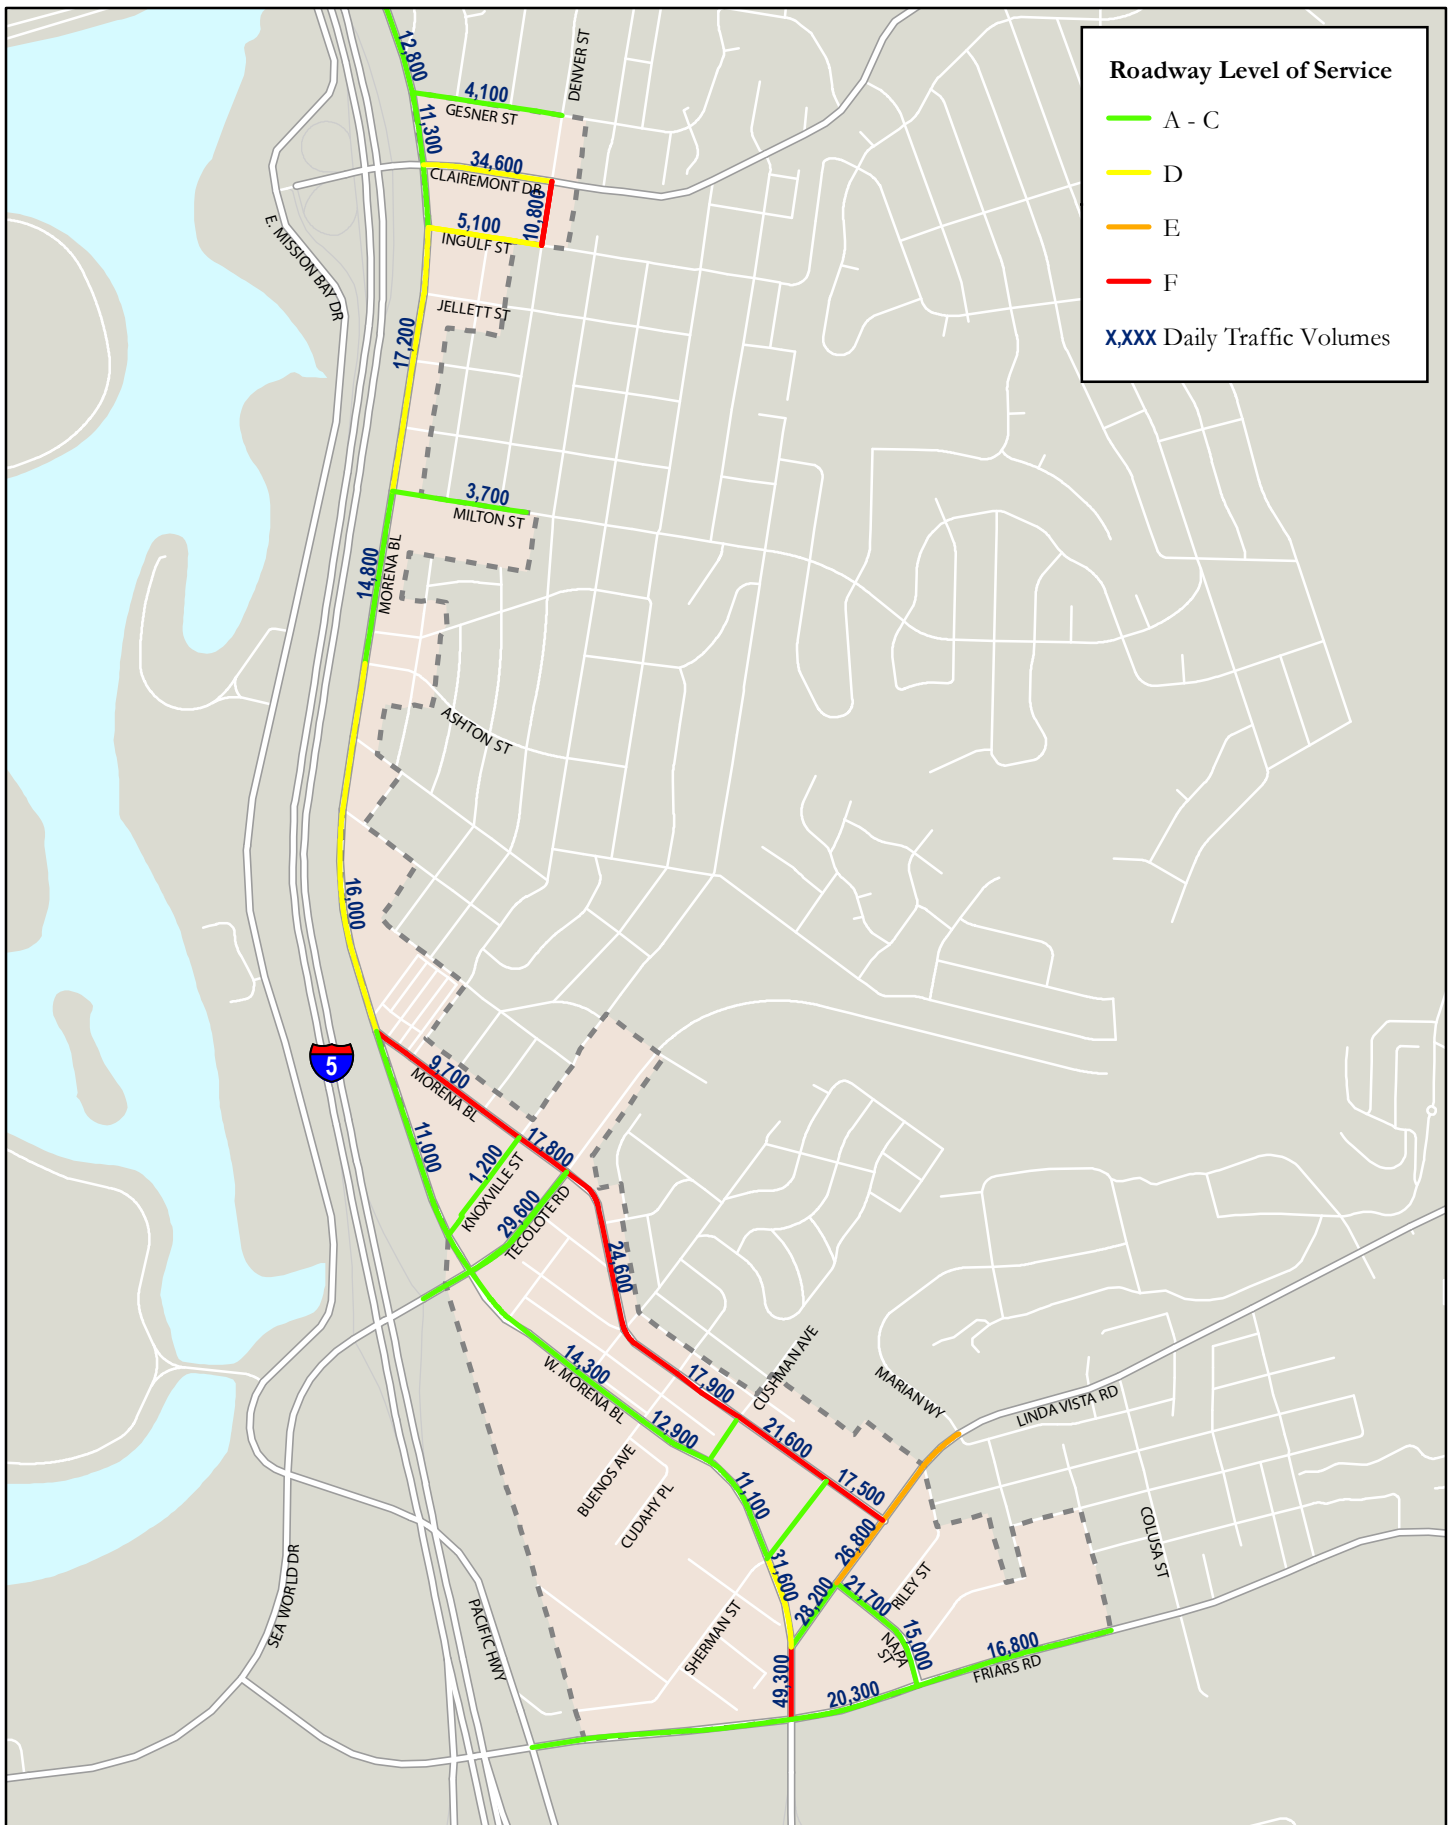 Roadway Level of Service
A - C
D
E
F
X,XXX Daily Traffic Volumes
12,800
4,100
GESNER ST
DENVER ST
11,300
34,600
CLAIREMONT DR
10,800
5,100
INGULF ST
E. MISSION BAY DR
JELLETT ST
17,200
3,700
MILTON ST
14,800
MORENA BL
ASHTON ST
16,000
5
9,700
MORENA BL
11,000
1,200
KNOXVILLE ST
17,800
29,600
TECOLOTE RD
24,600
14,300
W. MORENA BL
17,900
CUSHMAN AVE
MARIAN WY
LINDA VISTA RD
12,900
21,600
BUENOS AVE
CUDAHY PL
11,100
17,500
26,800
COLUSA ST
31,600
28,200
21,700
RILEY ST
SEA WORLD DR
PACIFIC HWY
SHERMAN ST
NAPA
ST
15,000
16,800
FRIARS RD
49,300
20,300